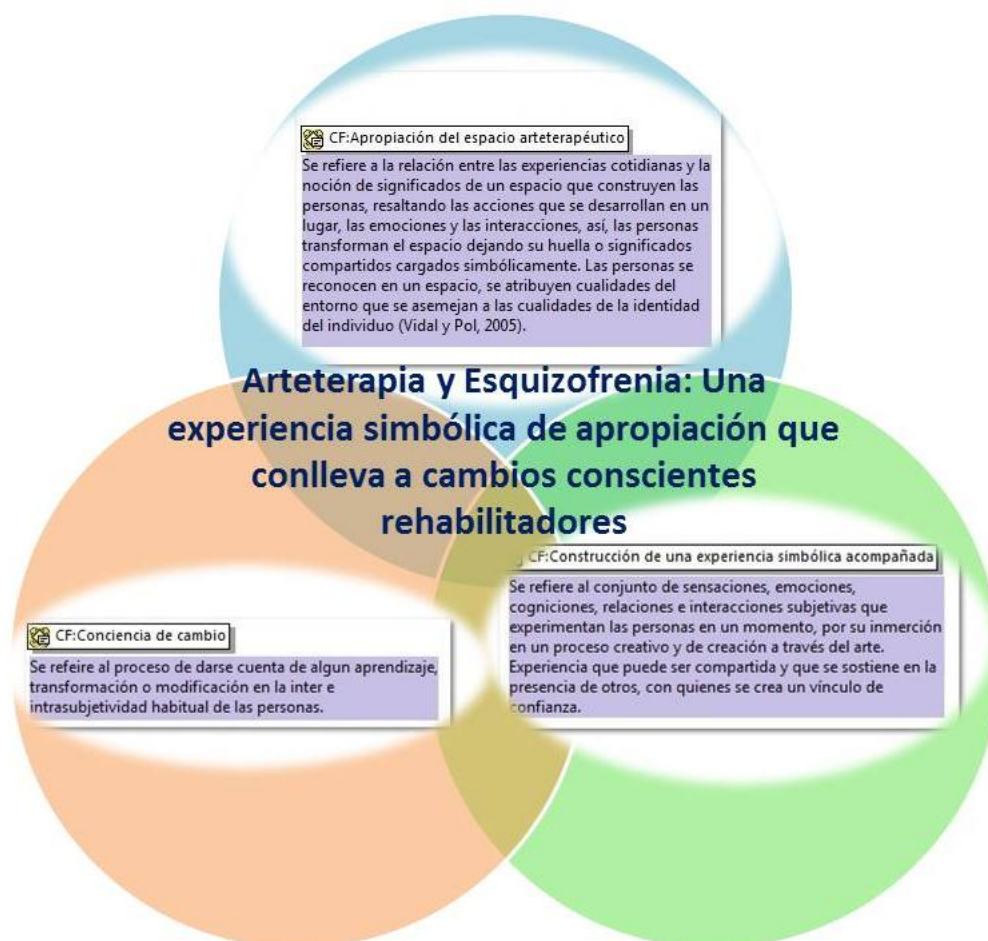 CF:Apropiación del espacio arteterapéutico
Se refiere a la relación entre las experiencias cotidianas y la
noción de significados de un espacio que construyen las
personas, resaltando las acciones que se desarrollan en un
lugar, las emociones y las interacciones, así, las personas
transforman el espacio dejando su huella o significados
compartidos cargados simbólicamente. Las personas se
reconocen en un espacio, se atribuyen cualidades del
entorno que se asemejan a las cualidades de la identidad
del individuo (Vidal y Pol, 2005).
Arteterapia y Esquizofrenia: Una
experiencia simbólica de apropiación que
conlleva a cambios conscientes
rehabilitadores
CF:Conciencia de cambio
Se refeire al proceso de darse cuenta de algun aprendizaje,
transformación o modificación en la inter e
intrasubjetividad habitual de las personas.
CF:Construcción de una experiencia simbólica acompañada
Se refiere al conjunto de sensaciones, emociones,
cogniciones, relaciones e interacciones subjetivas que
experimentan las personas en un momento, por su inmerción
en un proceso creativo y de creación a través del arte.
Experiencia que puede ser compartida y que se sostiene en la
presencia de otros, con quienes se crea un vínculo de
confianza.